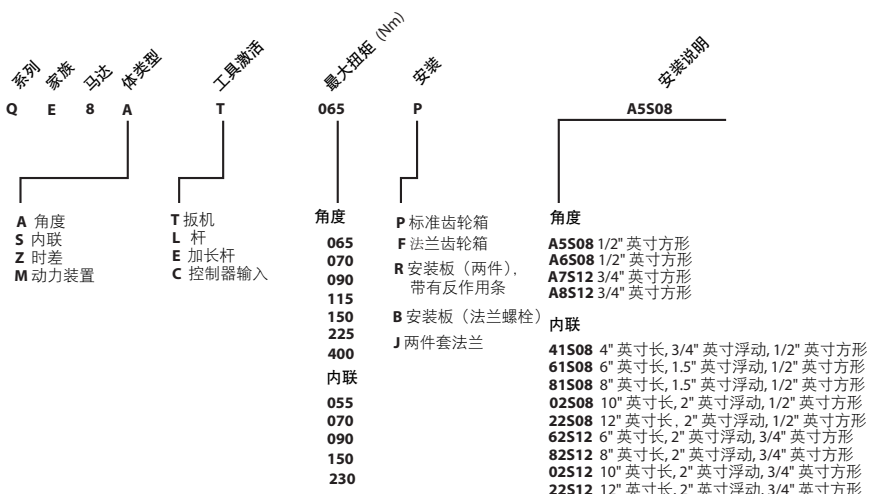 系列 家族 马达 体类型 工具激活 最大扭矩 (Nm) 安装 安装说明
Q E 8 A T 065 P A5S08
A 角度
S 内联
Z 时差
M 动力装置
T 扳机
L 杆
E 加长杆
C 控制器输入
角度
065
070
090
115
150
225
400
内联
055
070
090
150
230
P 标准齿轮箱
F 法兰齿轮箱
R 安装板（两件），
带有反作用条
B 安装板（法兰螺栓）
J 两件套法兰
角度
A5S08 1/2" 英寸方形
A6S08 1/2" 英寸方形
A7S12 3/4" 英寸方形
A8S12 3/4" 英寸方形
内联
41S08 4" 英寸长, 3/4" 英寸浮动, 1/2" 英寸方形
61S08 6" 英寸长, 1.5" 英寸浮动, 1/2" 英寸方形
81S08 8" 英寸长, 1.5" 英寸浮动, 1/2" 英寸方形
02S08 10" 英寸长, 2" 英寸浮动, 1/2" 英寸方形
22S08 12" 英寸长, 2" 英寸浮动, 1/2" 英寸方形
62S12 6" 英寸长, 2" 英寸浮动, 3/4" 英寸方形
82S12 8" 英寸长, 2" 英寸浮动, 3/4" 英寸方形
02S12 10" 英寸长, 2" 英寸浮动, 3/4" 英寸方形
22S12 12" 英寸长, 2" 英寸浮动, 3/4" 英寸方形